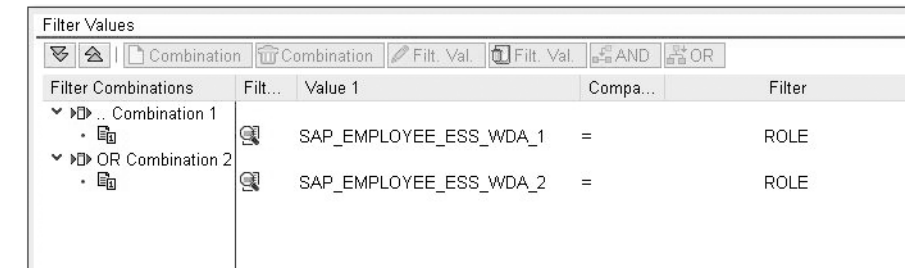 Filter Values
Combination Combination Filt. Val. Filt. Val. AND OR
Filter Combinations Filt... Value 1 Compa... Filter
.. Combination 1
SAP_EMPLOYEE_ESS_WDA_1 = ROLE
OR Combination 2
SAP_EMPLOYEE_ESS_WDA_2 = ROLE